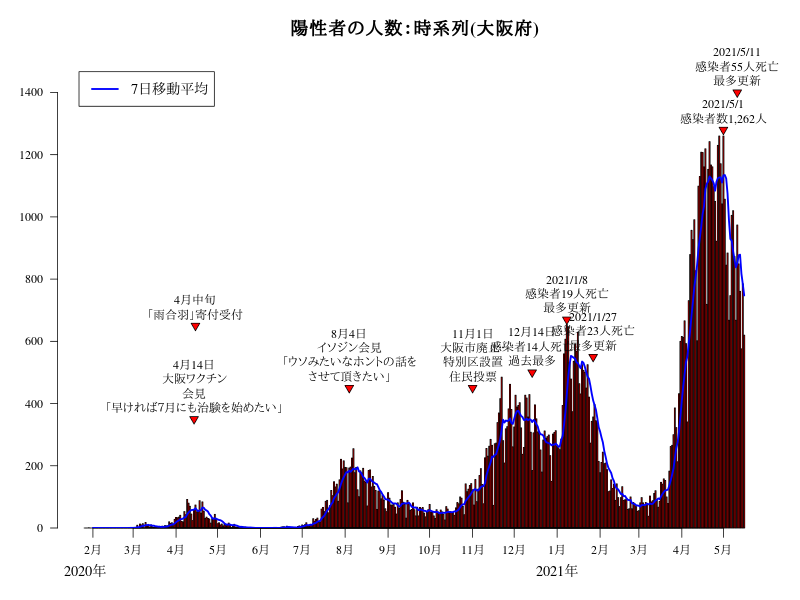 陽性者の人数：時系列(大阪府)
7日移動平均
2021/5/11
感染者55人死亡
最多更新
2021/5/1
感染者数1,262人
2021/1/8
感染者19人死亡
最多更新
2021/1/27
感染者23人死亡
最多更新
12月14日
感染者14人死亡
過去最多
11月1日
大阪市廃止
特別区設置
住民投票
8月4日
イソジン会見
「ウソみたいなホントの話を
させて頂きたい」
4月中旬
「雨合羽」寄付受付
4月14日
大阪ワクチン
会見
「早ければ7月にも治験を始めたい」
1400
1200
1000
800
600
400
200
0
2月 3月 4月 5月 6月 7月 8月 9月 10月 11月 12月 1月 2月 3月 4月 5月
2020年 2021年